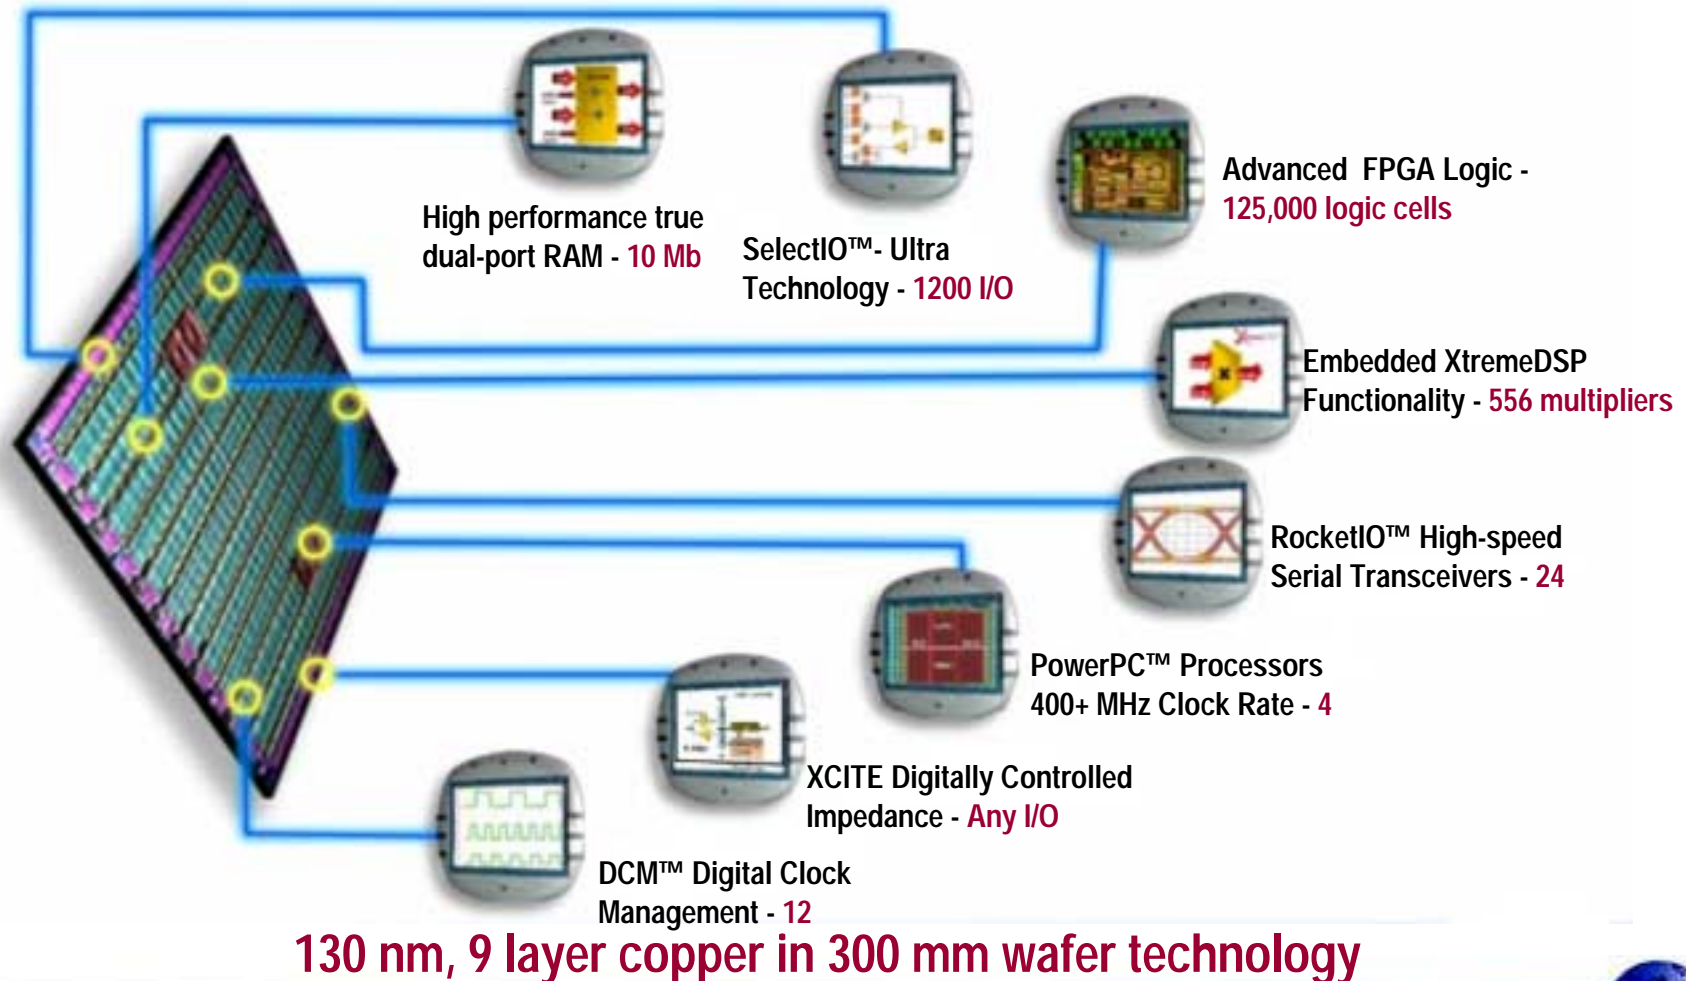 High performance true
dual-port RAM - 10 Mb
SelectIO™- Ultra
Technology - 1200 I/O
Advanced FPGA Logic -
125,000 logic cells
Embedded XtremeDSP
Functionality - 556 multipliers
RocketIO™ High-speed
Serial Transceivers - 24
PowerPC™ Processors
400+ MHz Clock Rate - 4
XCITE Digitally Controlled
Impedance - Any I/O
DCM™ Digital Clock
Management - 12
130 nm, 9 layer copper in 300 mm wafer technology